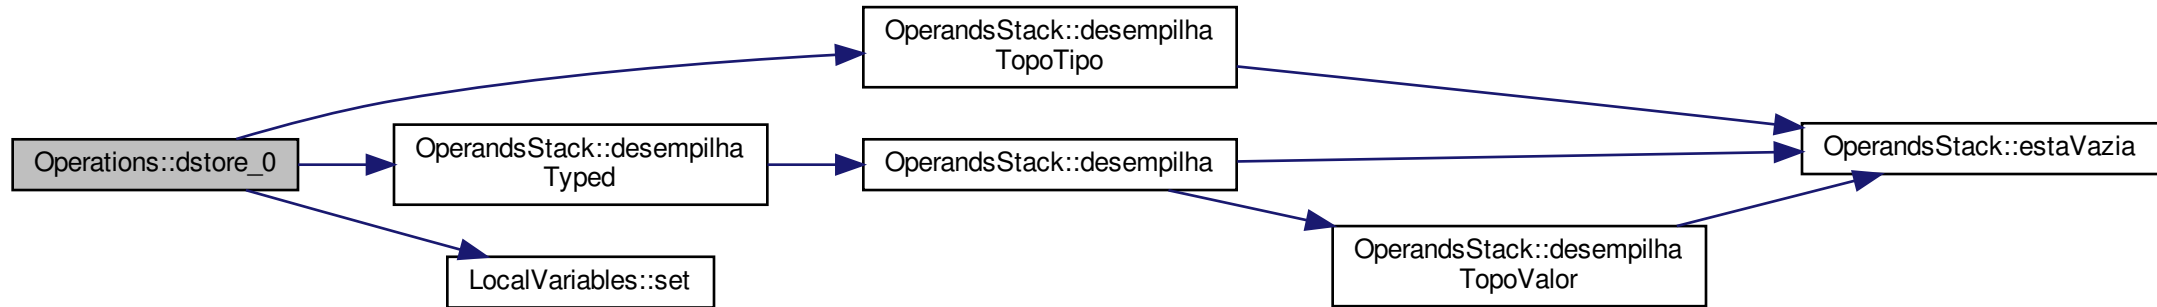 Operations::dstore_0
OperandsStack::desempilha
TopoTipo
OperandsStack::desempilha
Typed
LocalVariables::set
OperandsStack::desempilha
OperandsStack::desempilha
TopoValor
OperandsStack::estaVazia